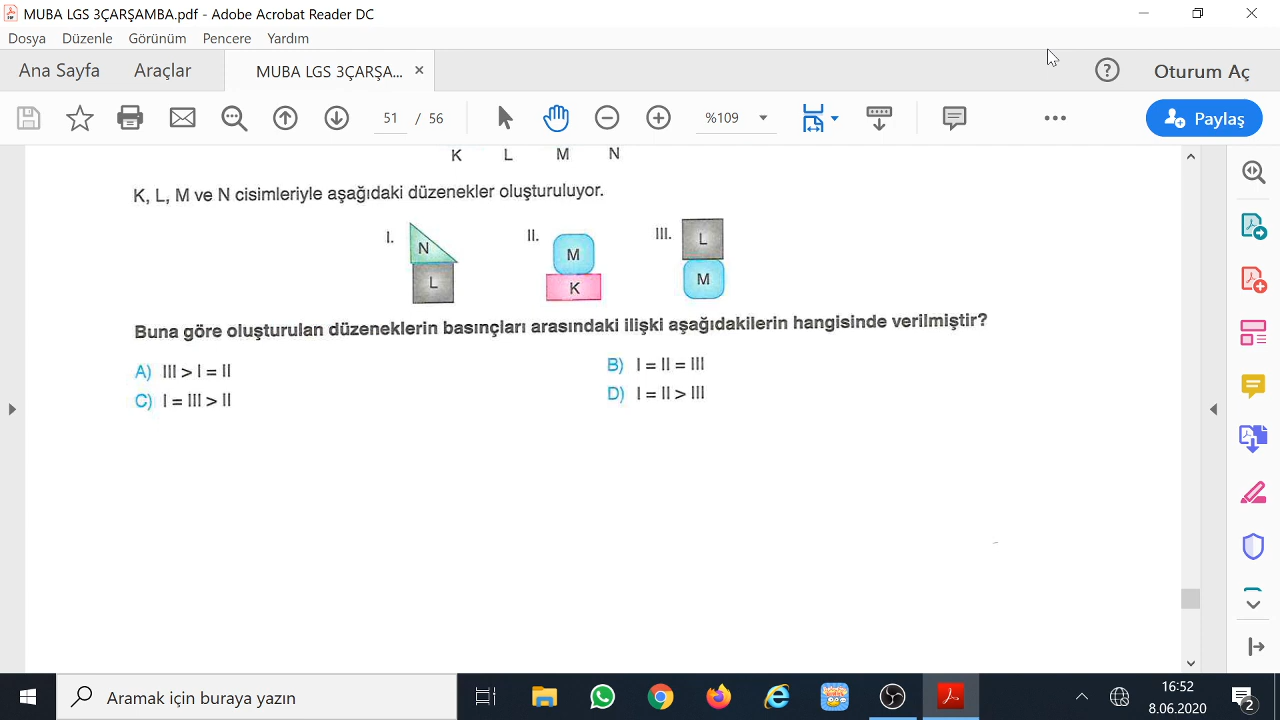 MUBA LGS 3ÇARŞAMBA.pdf - Adobe Acrobat Reader DC
Dosya Düzenle Görünüm Pencere Yardım
Ana Sayfa Araçlar MUBA LGS 3ÇARŞA... × Oturum Aç
51 / 56 %109 Paylaş
K L M N
K, L, M ve N cisimleriyle aşağıdaki düzenekler oluşturuluyor.
I. II. III.
N M L
L K M
Buna göre oluşturulan düzeneklerin basınçları arasındaki ilişki aşağıdakilerin hangisinde verilmiştir?
A) III > I = II B) I = II = III
C) I = III > II D) I = II > III
Aramak için buraya yazın
16:52
8.06.2020
2